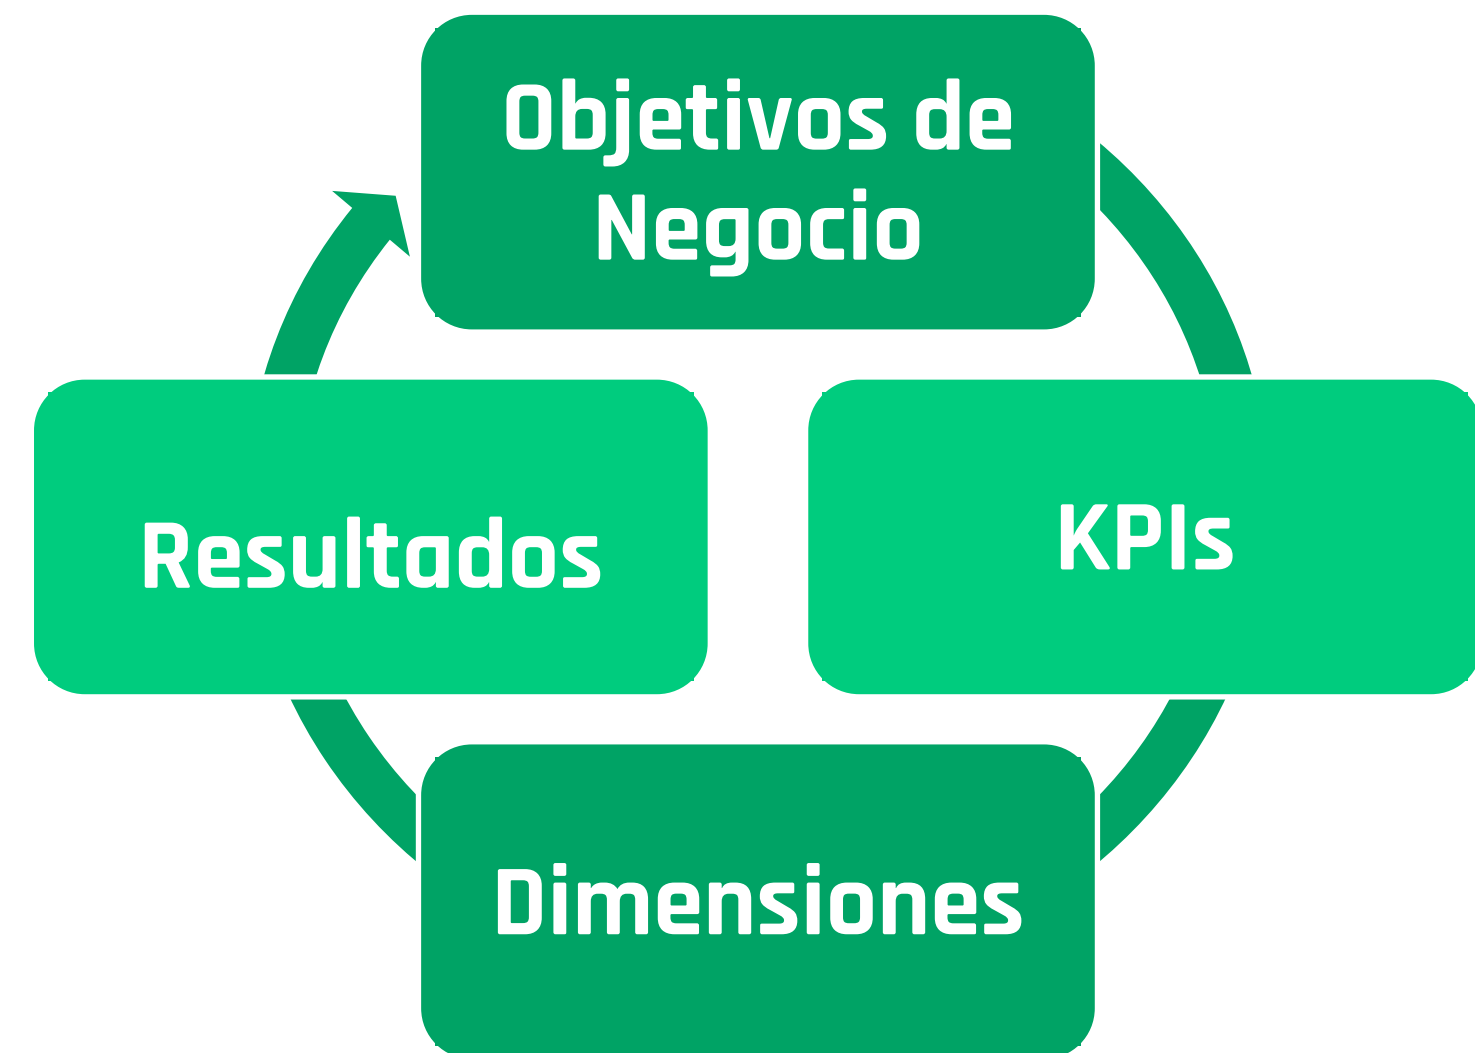 Objetivos de
Negocio
Resultados
KPIs
Dimensiones